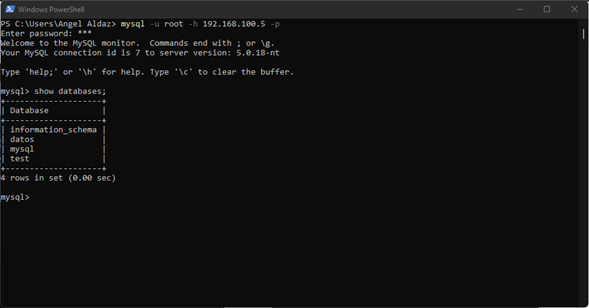 Windows PowerShell
PS C:\Users\Angel Aldaz> mysql -u root -h 192.168.100.5 -p
Enter password: ***
Welcome to the MySQL monitor.  Commands end with ; or \g.
Your MySQL connection id is 7 to server version: 5.0.18-nt
Type 'help;' or '\h' for help. Type '\c' to clear the buffer.
mysql> show databases;
+--------------------+
| Database           |
+--------------------+
| information_schema |
| datos              |
| mysql              |
| test               |
+--------------------+
4 rows in set (0.00 sec)
mysql>